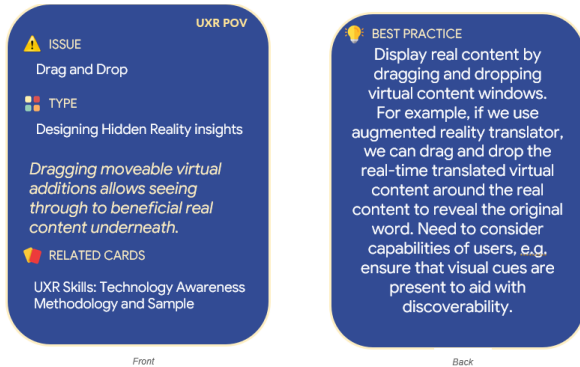 UXR POV
ISSUE
Drag and Drop
TYPE
Designing Hidden Reality insights
Dragging moveable virtual
additions allows seeing
through to beneficial real
content underneath.
RELATED CARDS
UXR Skills: Technology Awareness
Methodology and Sample
Front
BEST PRACTICE
Display real content by
dragging and dropping
virtual content windows.
For example, if we use
augmented reality translator,
we can drag and drop the
real-time translated virtual
content around the real
content to reveal the original
word. Need to consider
capabilities of users, e.g.
ensure that visual cues are
present to aid with
discoverability.
Back